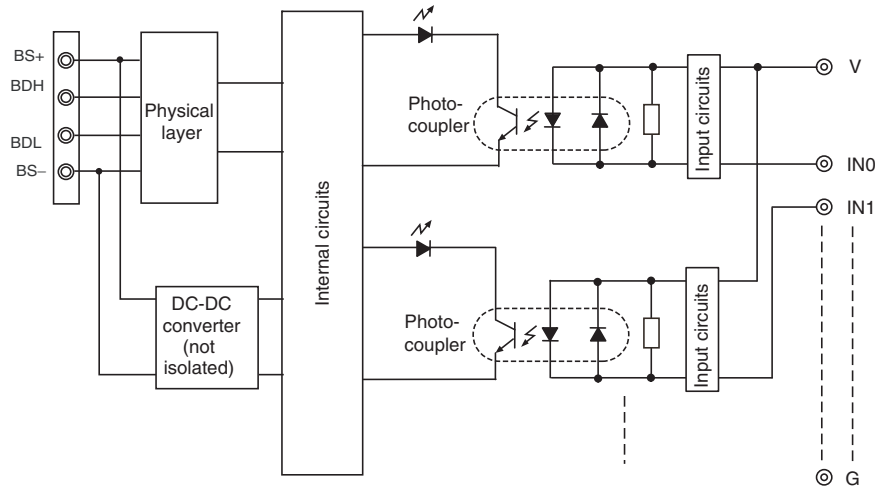 BS+
BDH
BDL
BS–
Physical
layer
DC-DC
converter
(not
isolated)
Internal circuits
Photo-
coupler
Input circuits
V
IN0
IN1
Photo-
coupler
Input circuits
G